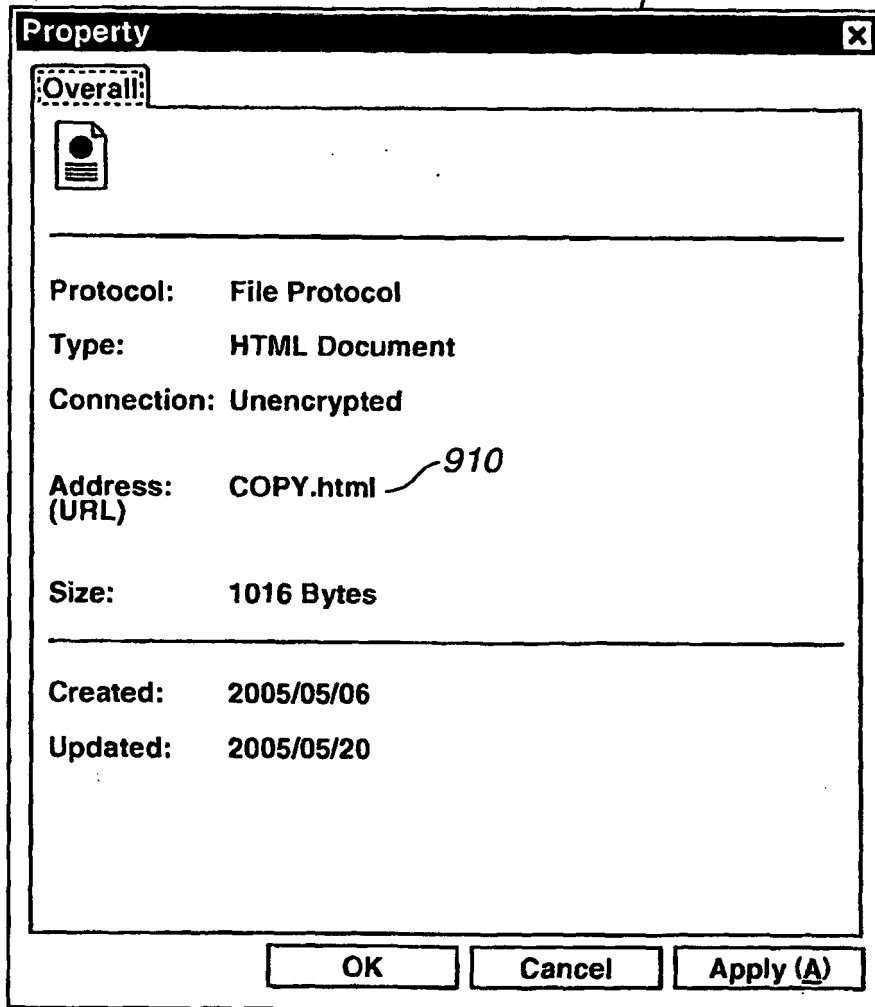 Property
Overall
Protocol: File Protocol
Type: HTML Document
Connection: Unencrypted
910
Address: COPY.html
(URL)
Size: 1016 Bytes
Created: 2005/05/06
Updated: 2005/05/20
OK Cancel Apply (A)